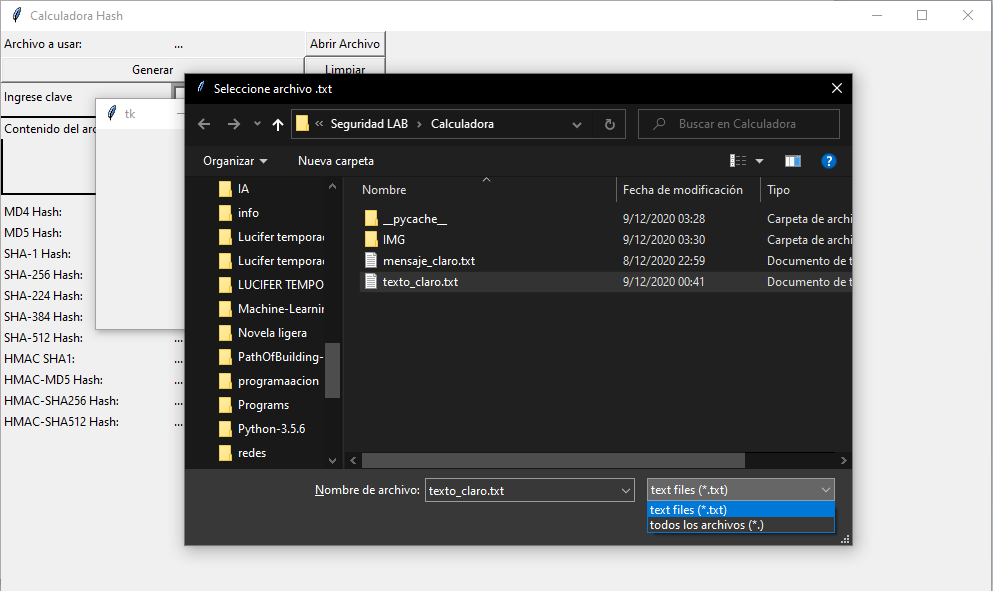 Calculadora Hash
Archivo a usar: ... Abrir Archivo
Generar Limpiar
Ingrese clave
tk
Contenido del arc
MD4 Hash:
MD5 Hash:
SHA-1 Hash:
SHA-256 Hash:
SHA-224 Hash:
SHA-384 Hash:
SHA-512 Hash: ...
HMAC SHA1: ...
HMAC-MD5 Hash: ...
HMAC-SHA256 Hash: ...
HMAC-SHA512 Hash: ...
Seleccione archivo .txt
« Seguridad LAB › Calculadora
Buscar en Calculadora
Organizar Nueva carpeta
IA
info
Lucifer temporad
Lucifer temporad
LUCIFER TEMPO
Machine-Learnin
Novela ligera
PathOfBuilding-
programaacion
Programs
Python-3.5.6
redes
Nombre Fecha de modificación Tipo
__pycache__ 9/12/2020 03:28 Carpeta de archi
IMG 9/12/2020 03:30 Carpeta de archi
mensaje_claro.txt 8/12/2020 22:59 Documento de t
texto_claro.txt 9/12/2020 00:41 Documento de t
Nombre de archivo: texto_claro.txt text files (*.txt)
text files (*.txt)
todos los archivos (*.)